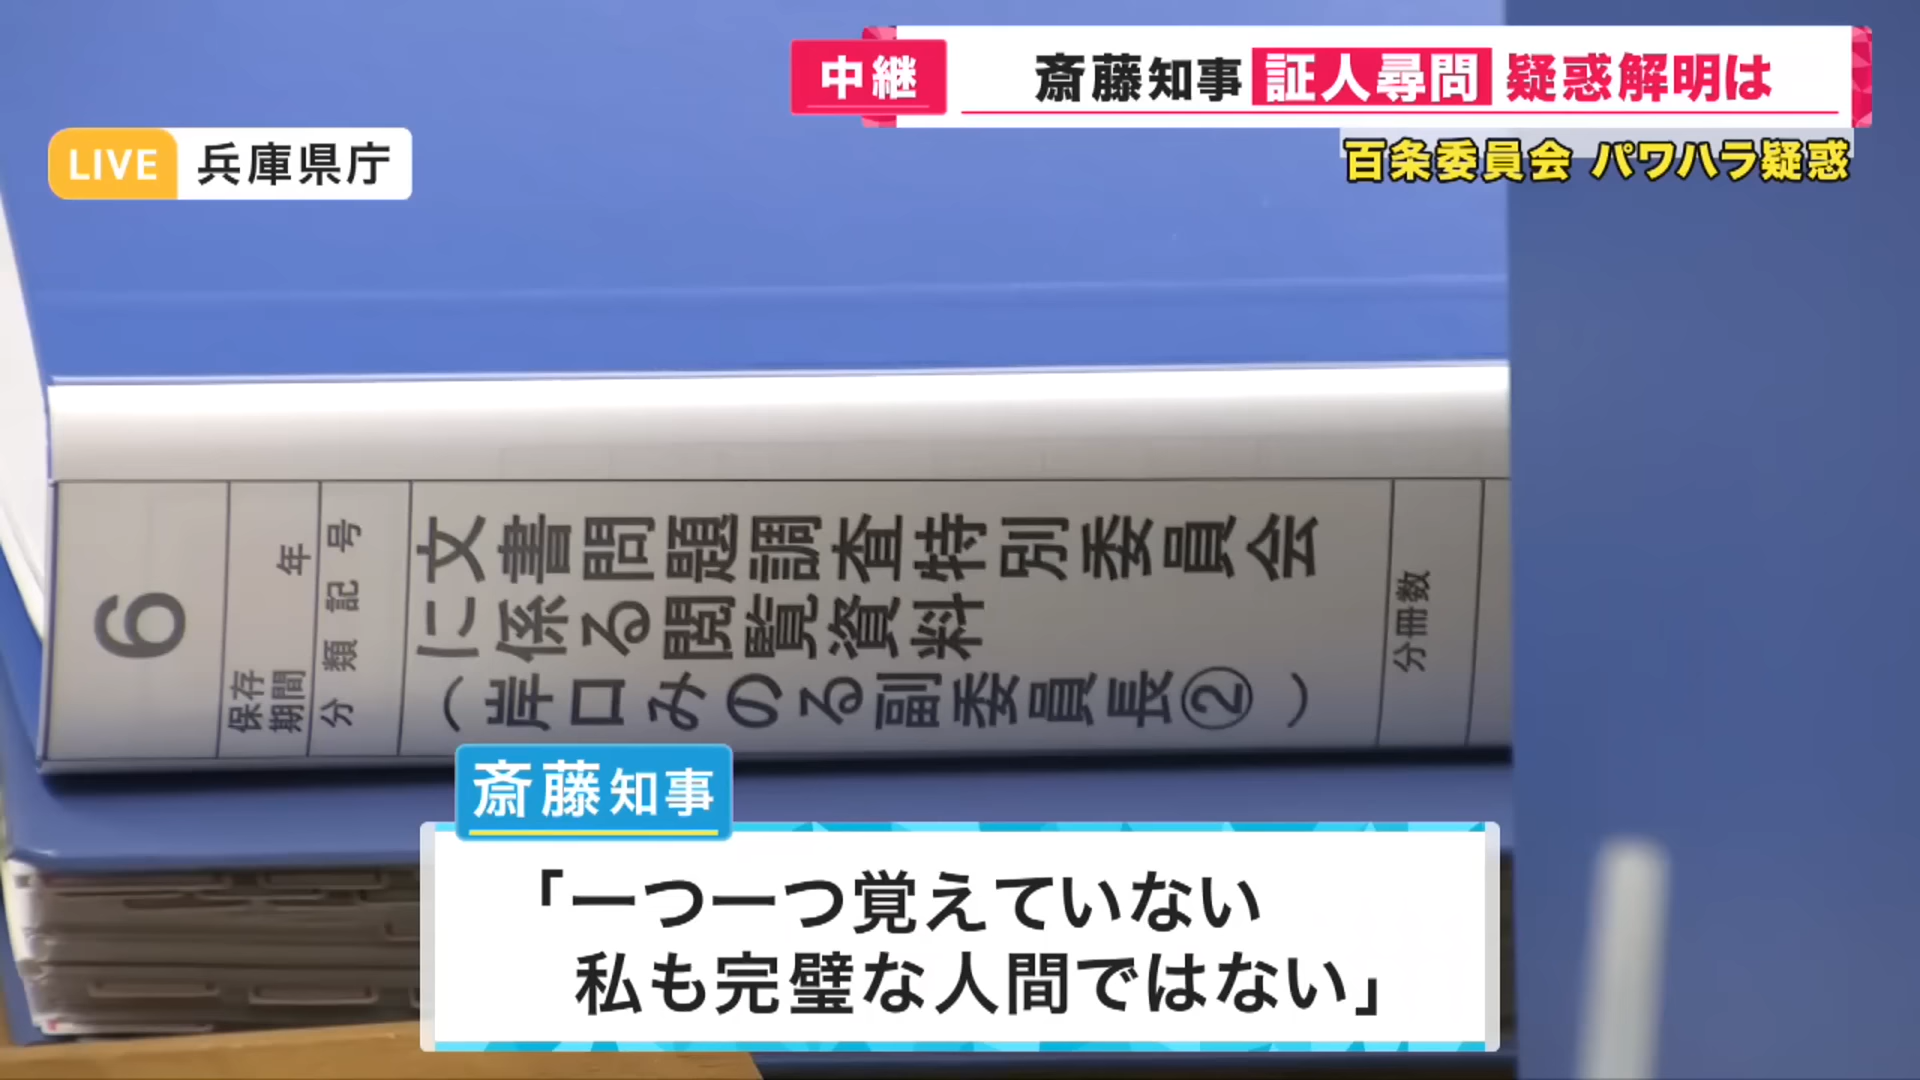 中継
斎藤知事 証人尋問 疑惑解明は
百条委員会 パワハラ疑惑
LIVE 兵庫県庁
6
保存期間
年
分類記号
文書問題調査特別委員会
に係る閲覧資料
（岸口みのる副委員長②）
分冊数
斎藤知事
「一つ一つ覚えていない
私も完璧な人間ではない」